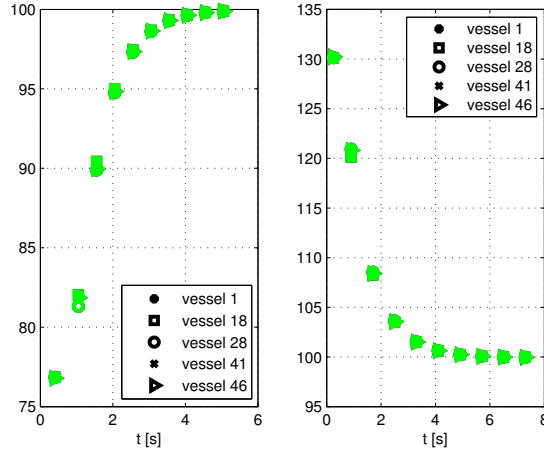 100
95
90
85
80
75
0
2
4
6
t [s]
vessel 1
vessel 18
vessel 28
vessel 41
vessel 46
135
130
125
120
115
110
105
100
95
0
2
4
6
8
t [s]
vessel 1
vessel 18
vessel 28
vessel 41
vessel 46